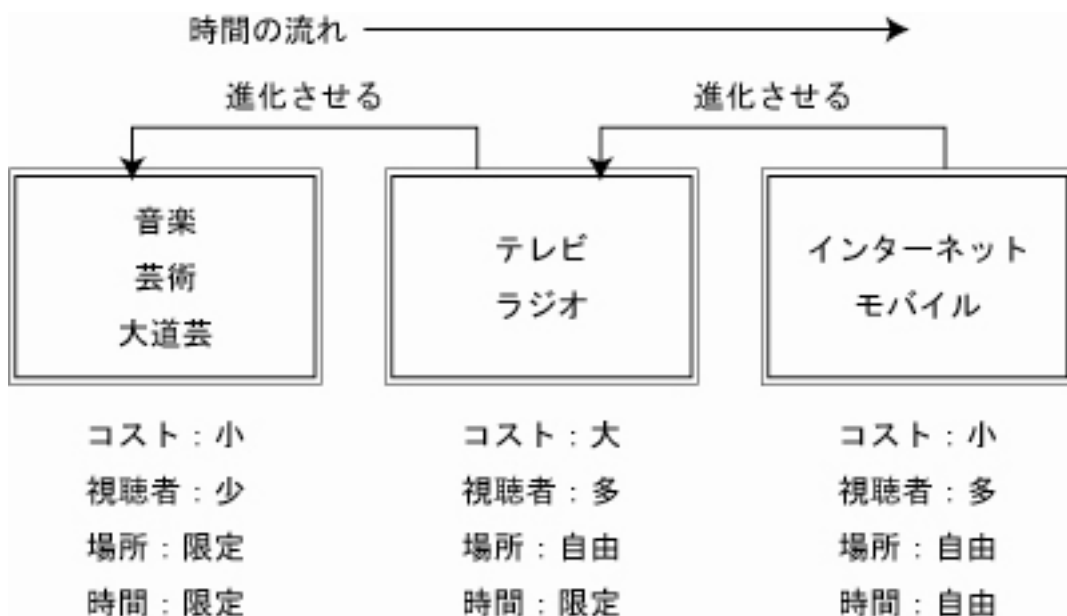 時間の流れ
進化させる
進化させる
音楽
芸術
大道芸
テレビ
ラジオ
インターネット
モバイル
コスト：小
視聴者：少
場所：限定
時間：限定
コスト：大
視聴者：多
場所：自由
時間：限定
コスト：小
視聴者：多
場所：自由
時間：自由